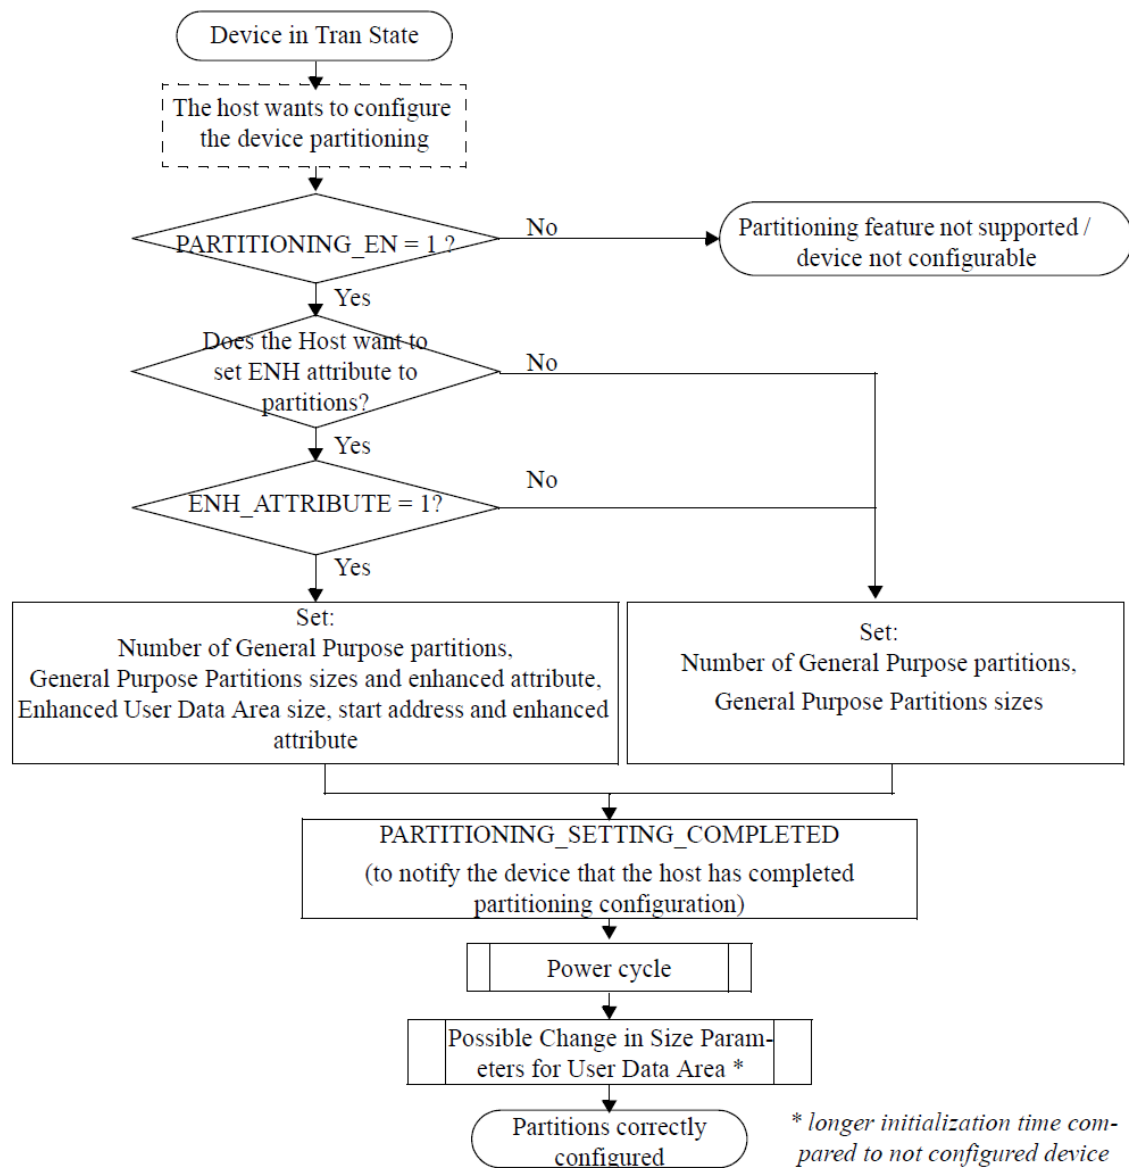 Device in Tran State
The host wants to configure
the device partitioning
PARTITIONING_EN = 1 ?
No
Partitioning feature not supported /
device not configurable
Yes
Does the Host want to
set ENH attribute to
partitions?
No
Yes
ENH_ATTRIBUTE = 1?
No
Yes
Set:
Number of General Purpose partitions,
General Purpose Partitions sizes and enhanced attribute,
Enhanced User Data Area size, start address and enhanced
attribute
Set:
Number of General Purpose partitions,
General Purpose Partitions sizes
PARTITIONING_SETTING_COMPLETED
(to notify the device that the host has completed
partitioning configuration)
Power cycle
Possible Change in Size Param-
eters for User Data Area *
Partitions correctly
configured
* longer initialization time com-
pared to not configured device